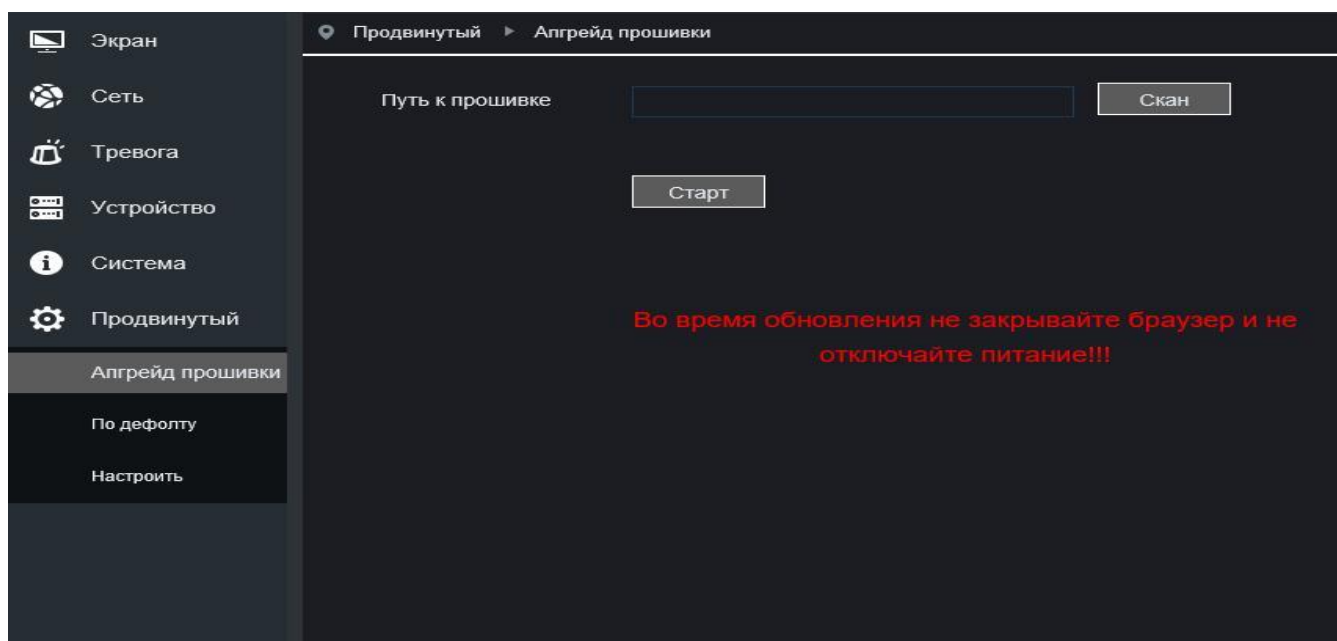 Экран
Сеть
Тревога
Устройство
Система
Продвинутый
Апгрейд прошивки
По дефолту
Настроить
Продвинутый Апгрейд прошивки
Путь к прошивке Скан
Старт
Во время обновления не закрывайте браузер и не
отключайте питание!!!